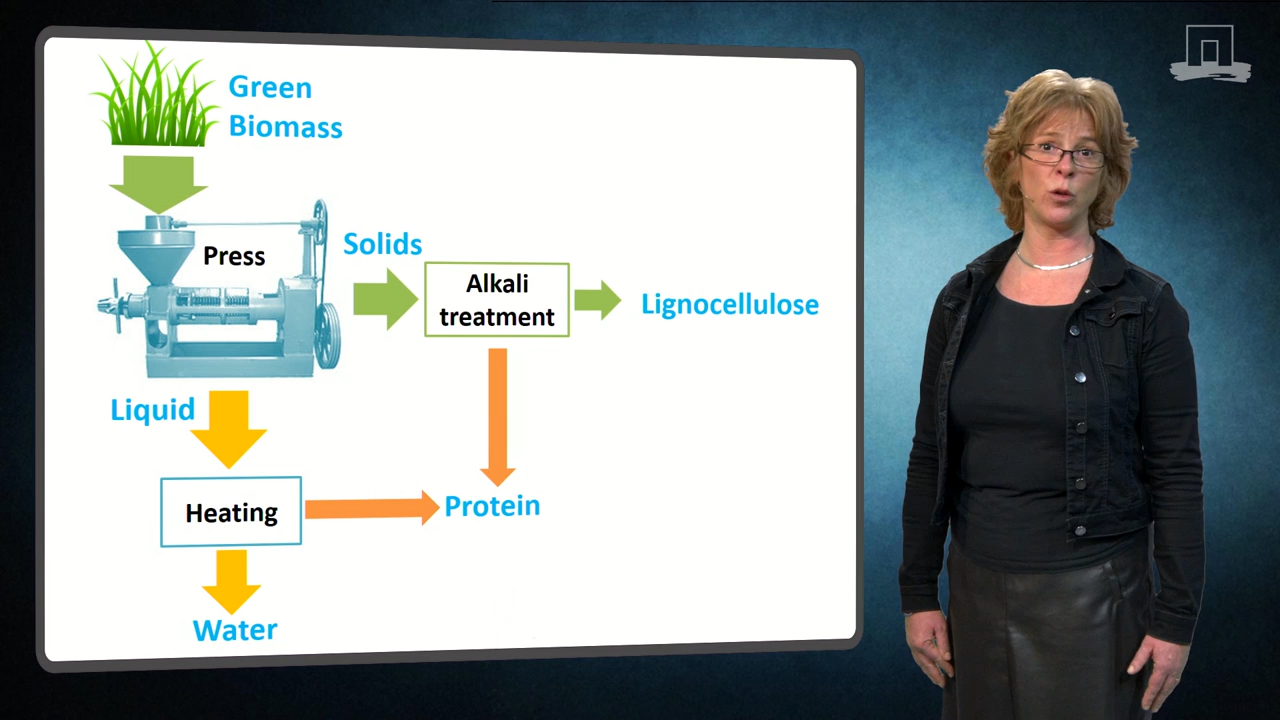 Green
Biomass
Press
Solids
Alkali
treatment
Lignocellulose
Liquid
Heating
Protein
Water